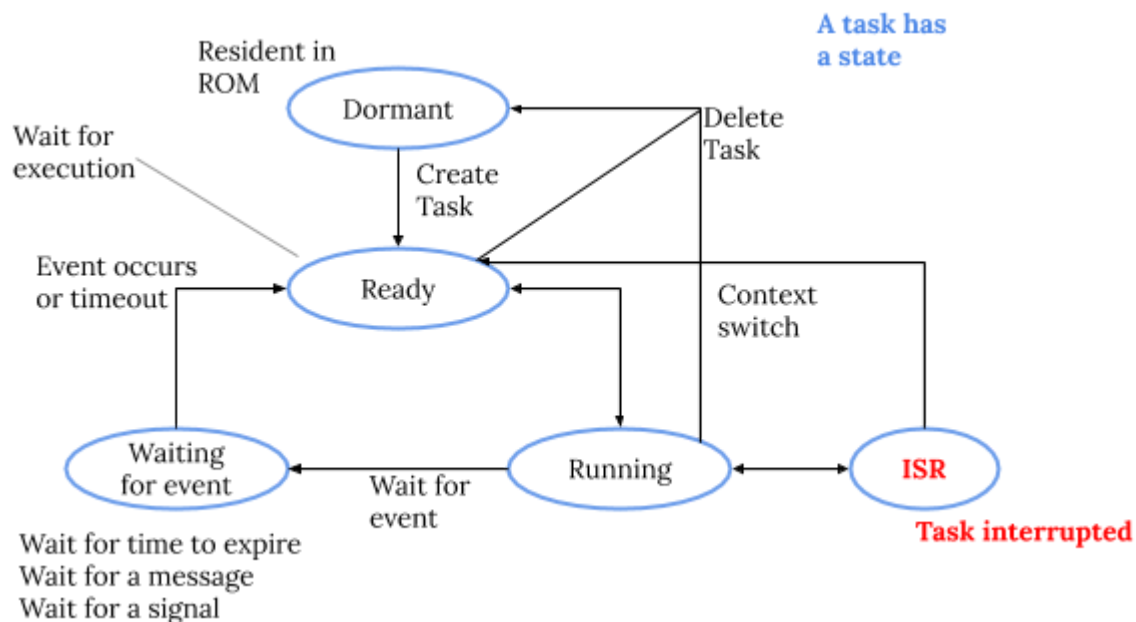 A task has
a state
Resident in
ROM
Dormant
Delete
Task
Wait for
execution
Create
Task
Event occurs
or timeout
Ready
Context
switch
Waiting
for event
Wait for
event
Running
ISR
Task interrupted
Wait for time to expire
Wait for a message
Wait for a signal